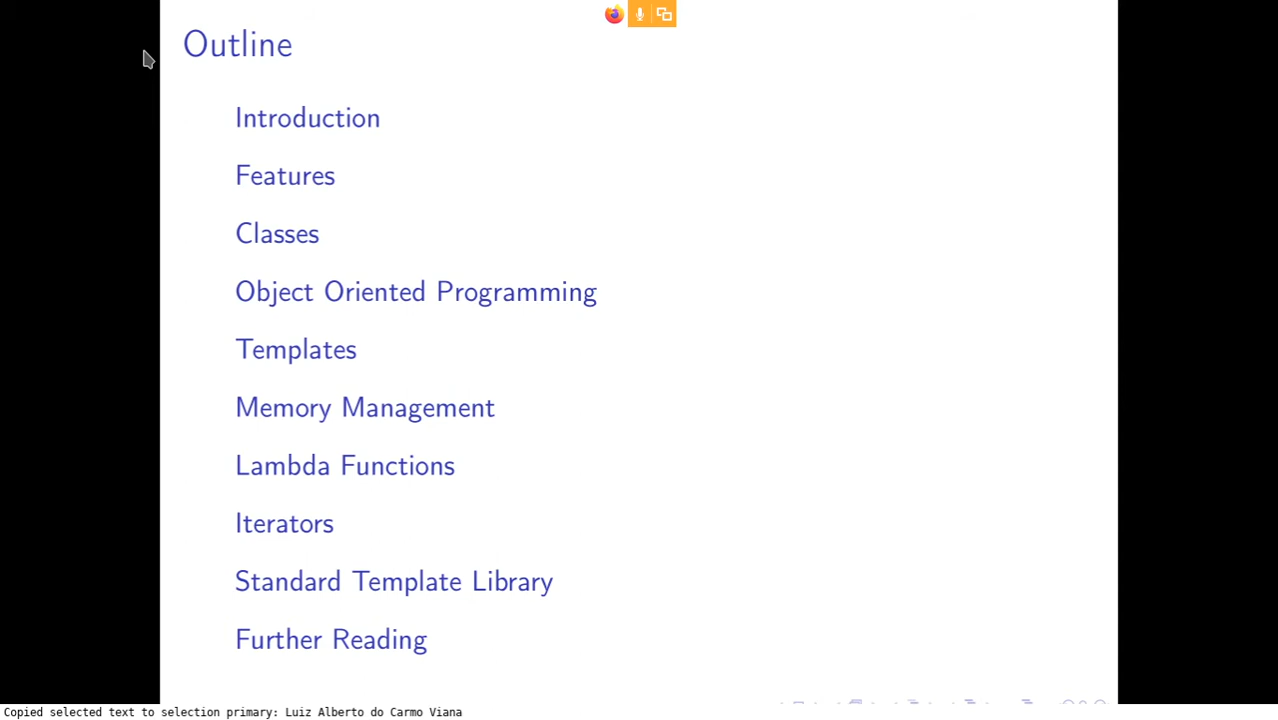 Outline
Introduction
Features
Classes
Object Oriented Programming
Templates
Memory Management
Lambda Functions
Iterators
Standard Template Library
Further Reading
Copied selected text to selection primary: Luiz Alberto do Carmo Viana